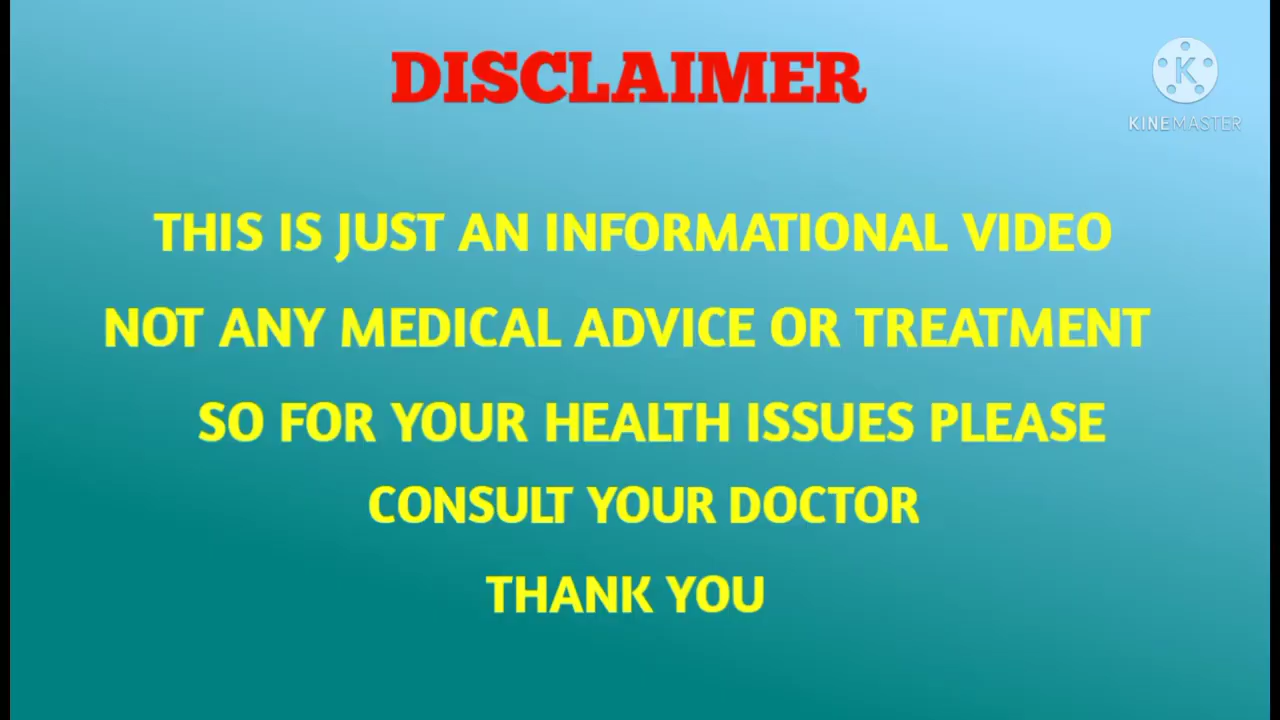 DISCLAIMER
KINEMASTER
THIS IS JUST AN INFORMATIONAL VIDEO
NOT ANY MEDICAL ADVICE OR TREATMENT
SO FOR YOUR HEALTH ISSUES PLEASE
CONSULT YOUR DOCTOR
THANK YOU